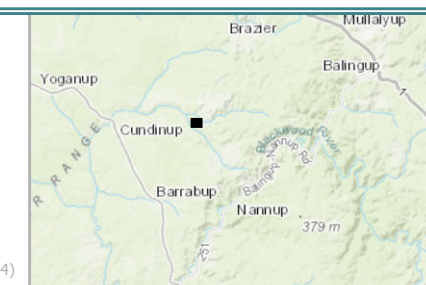 Mullalyup
Brazier
Balingup
Yoganup
1
Cundinup
Blackwood River
R RANGE
Balingup Nannup Rd
Barrabup
Nannup
379 m
251
4)